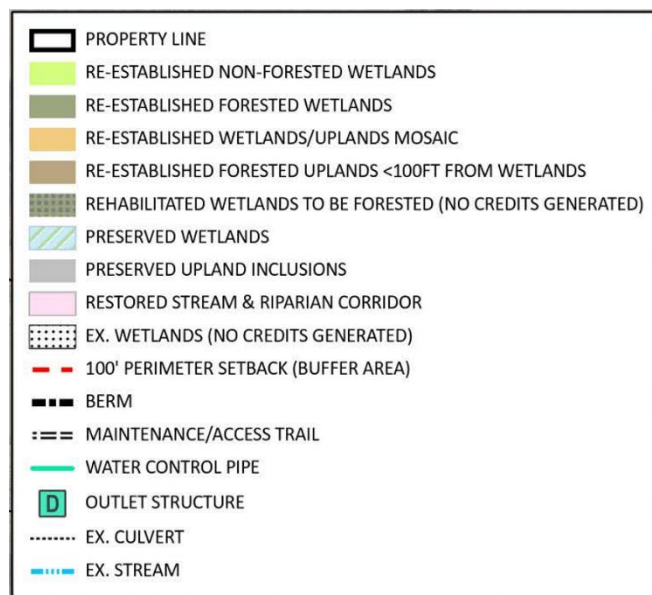 PROPERTY LINE
RE-ESTABLISHED NON-FORESTED WETLANDS
RE-ESTABLISHED FORESTED WETLANDS
RE-ESTABLISHED WETLANDS/UPLANDS MOSAIC
RE-ESTABLISHED FORESTED UPLANDS <100FT FROM WETLANDS
REHABILITATED WETLANDS TO BE FORESTED (NO CREDITS GENERATED)
PRESERVED WETLANDS
PRESERVED UPLAND INCLUSIONS
RESTORED STREAM & RIPARIAN CORRIDOR
EX. WETLANDS (NO CREDITS GENERATED)
100' PERIMETER SETBACK (BUFFER AREA)
BERM
MAINTENANCE/ACCESS TRAIL
WATER CONTROL PIPE
D OUTLET STRUCTURE
EX. CULVERT
EX. STREAM